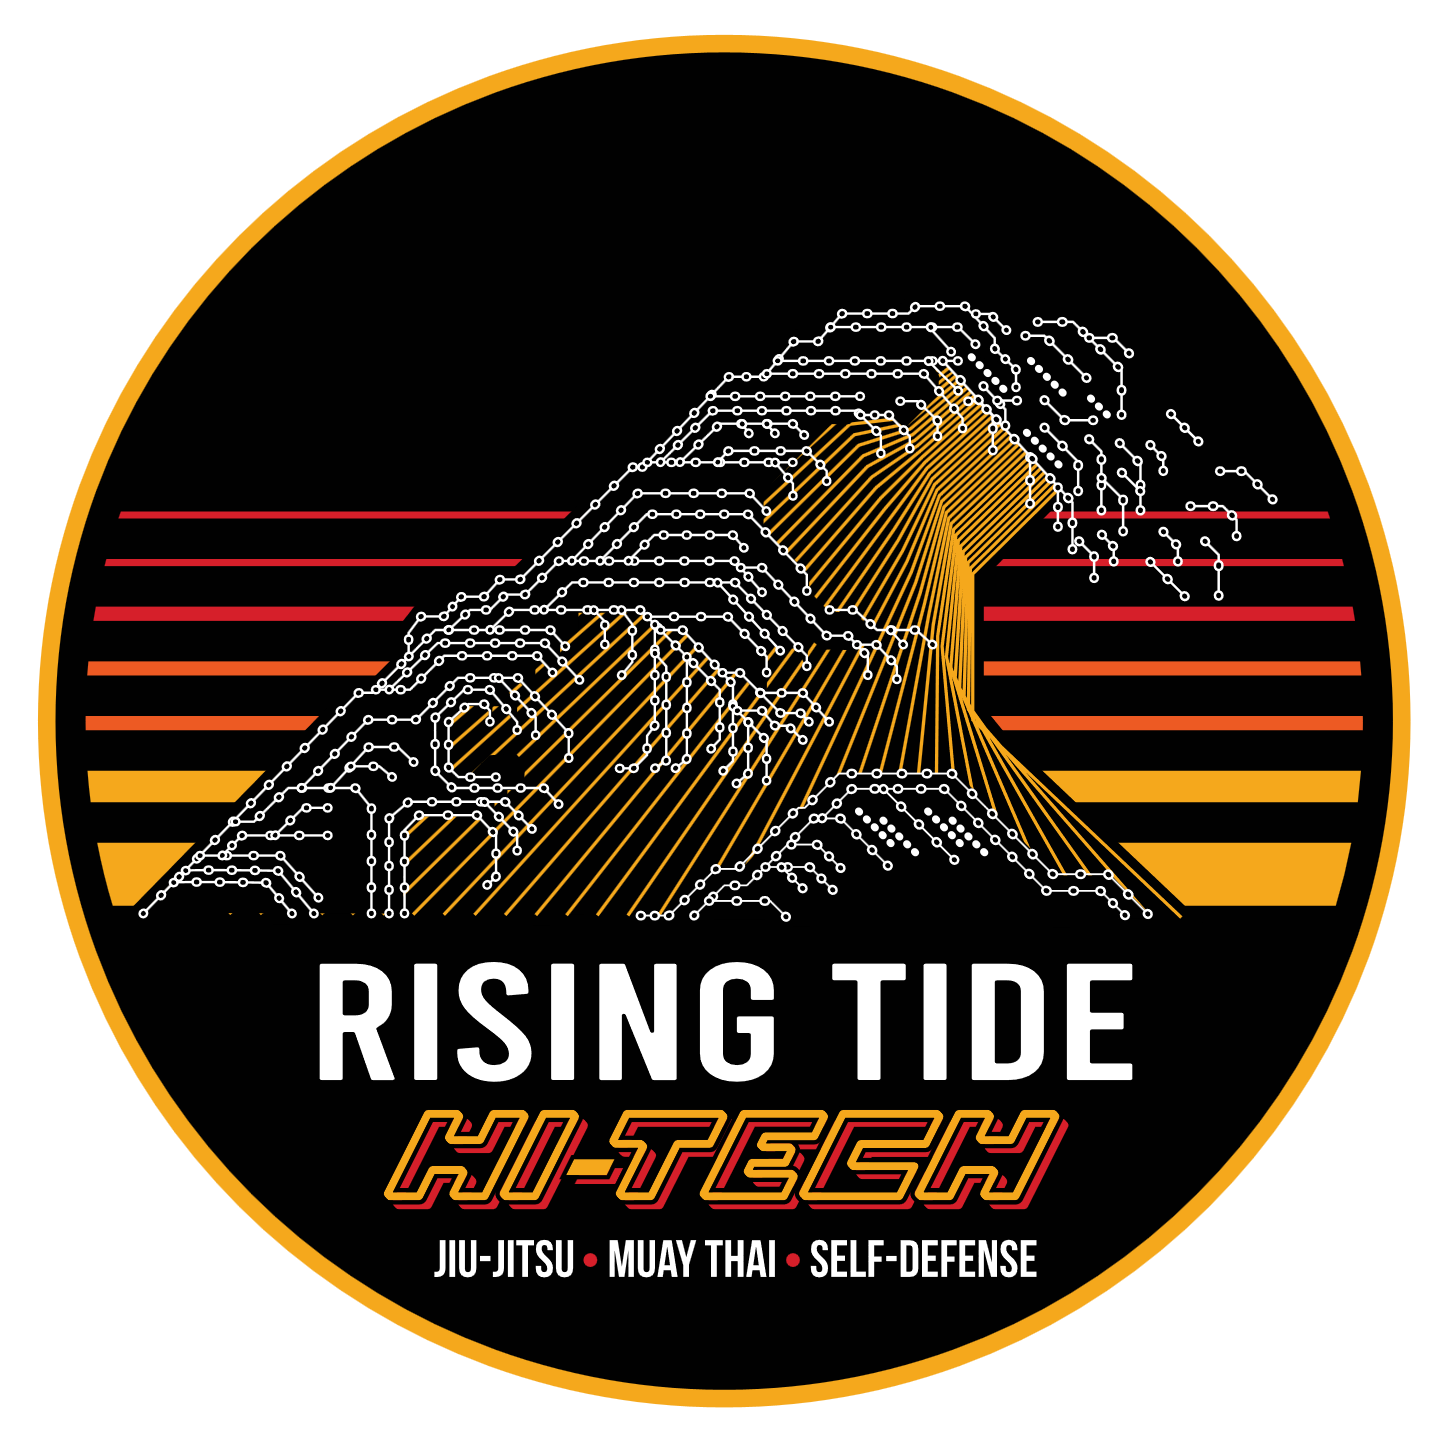 RISING TIDE
HI-TECH
JIU-JITSU • MUAY THAI • SELF-DEFENSE